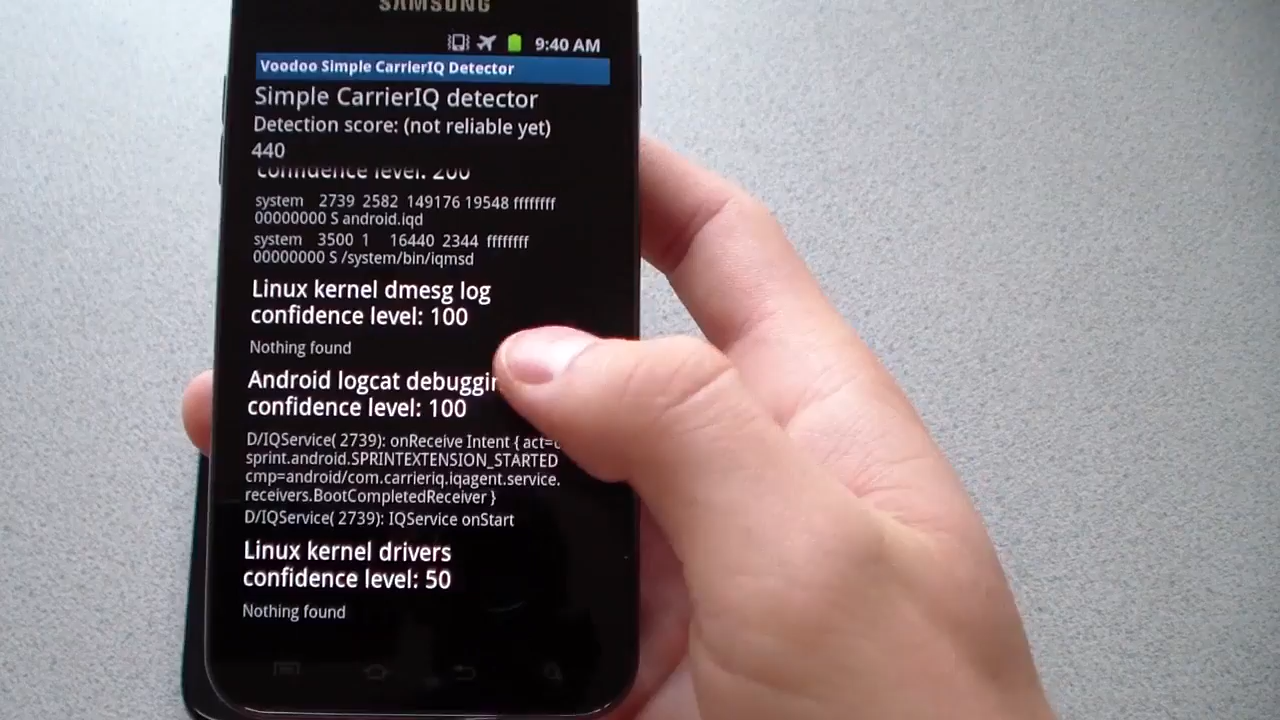 SAMSUNG
9:40 AM
Voodoo Simple CarrierIQ Detector
Simple CarrierIQ detector
Detection score: (not reliable yet)
440
confidence level: 200
system 2739 2582 149176 19548 ffffffff
00000000 S android.iqd
system 3500 1 16440 2344 ffffffff
00000000 S /system/bin/iqmsd
Linux kernel dmesg log
confidence level: 100
Nothing found
Android logcat
confidence level: 100
D/IQService( 2739): onReceive Intent {
sprint.android.SPRINTEXTENSION_STARTED
cmp=android/com.carrieriq.iqagent.service.
receivers.BootCompletedReceiver }
D/IQService( 2739): IQService onStart
Linux kernel drivers
confidence level: 50
Nothing found